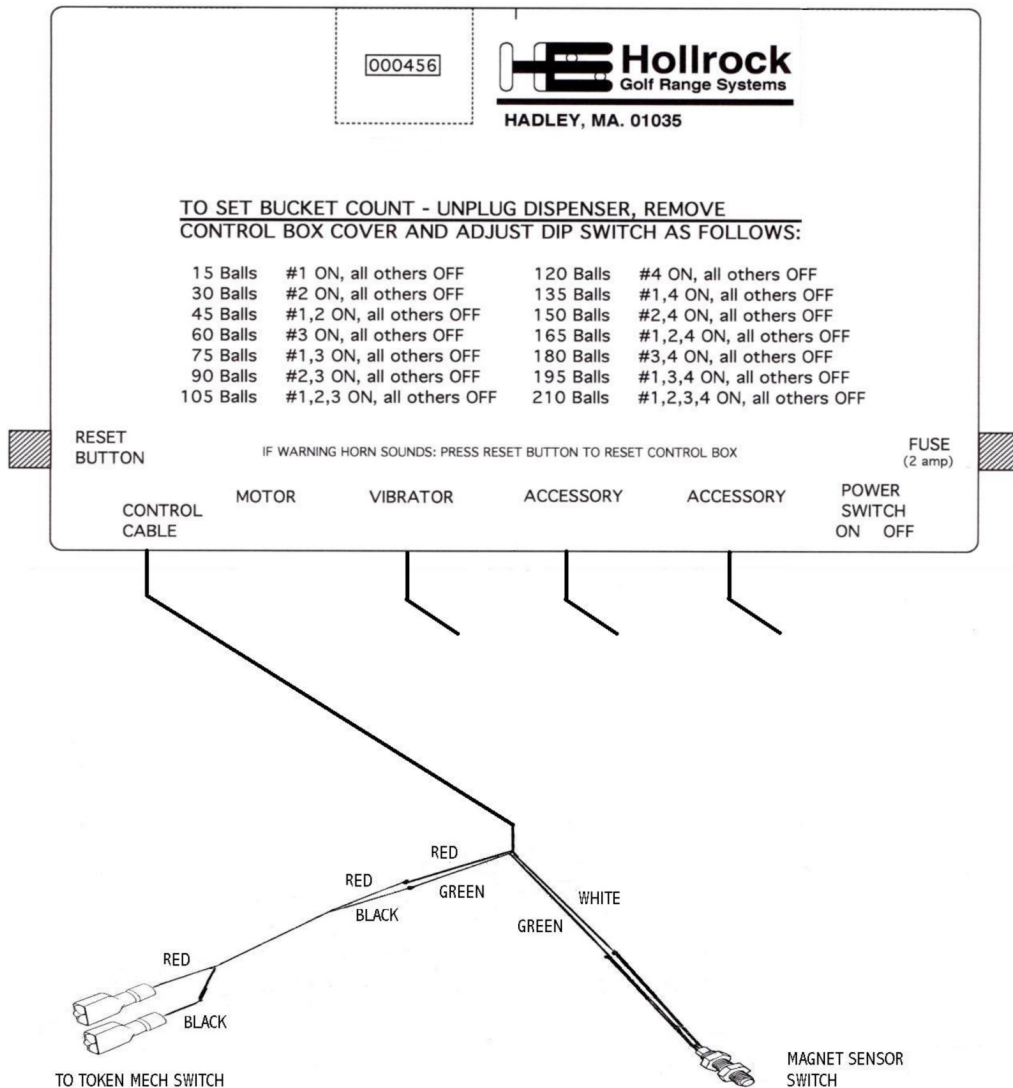 000456
Hollrock
Golf Range Systems
HADLEY, MA. 01035
TO SET BUCKET COUNT - UNPLUG DISPENSER, REMOVE
CONTROL BOX COVER AND ADJUST DIP SWITCH AS FOLLOWS:
15 Balls #1 ON, all others OFF
30 Balls #2 ON, all others OFF
45 Balls #1,2 ON, all others OFF
60 Balls #3 ON, all others OFF
75 Balls #1,3 ON, all others OFF
90 Balls #2,3 ON, all others OFF
105 Balls #1,2,3 ON, all others OFF
120 Balls #4 ON, all others OFF
135 Balls #1,4 ON, all others OFF
150 Balls #2,4 ON, all others OFF
165 Balls #1,2,4 ON, all others OFF
180 Balls #3,4 ON, all others OFF
195 Balls #1,3,4 ON, all others OFF
210 Balls #1,2,3,4 ON, all others OFF
RESET
BUTTON
IF WARNING HORN SOUNDS: PRESS RESET BUTTON TO RESET CONTROL BOX
FUSE
(2 amp)
CONTROL
CABLE
MOTOR
VIBRATOR
ACCESSORY
ACCESSORY
POWER
SWITCH
ON OFF
RED
RED
GREEN
BLACK
WHITE
GREEN
RED
BLACK
TO TOKEN MECH SWITCH
MAGNET SENSOR
SWITCH